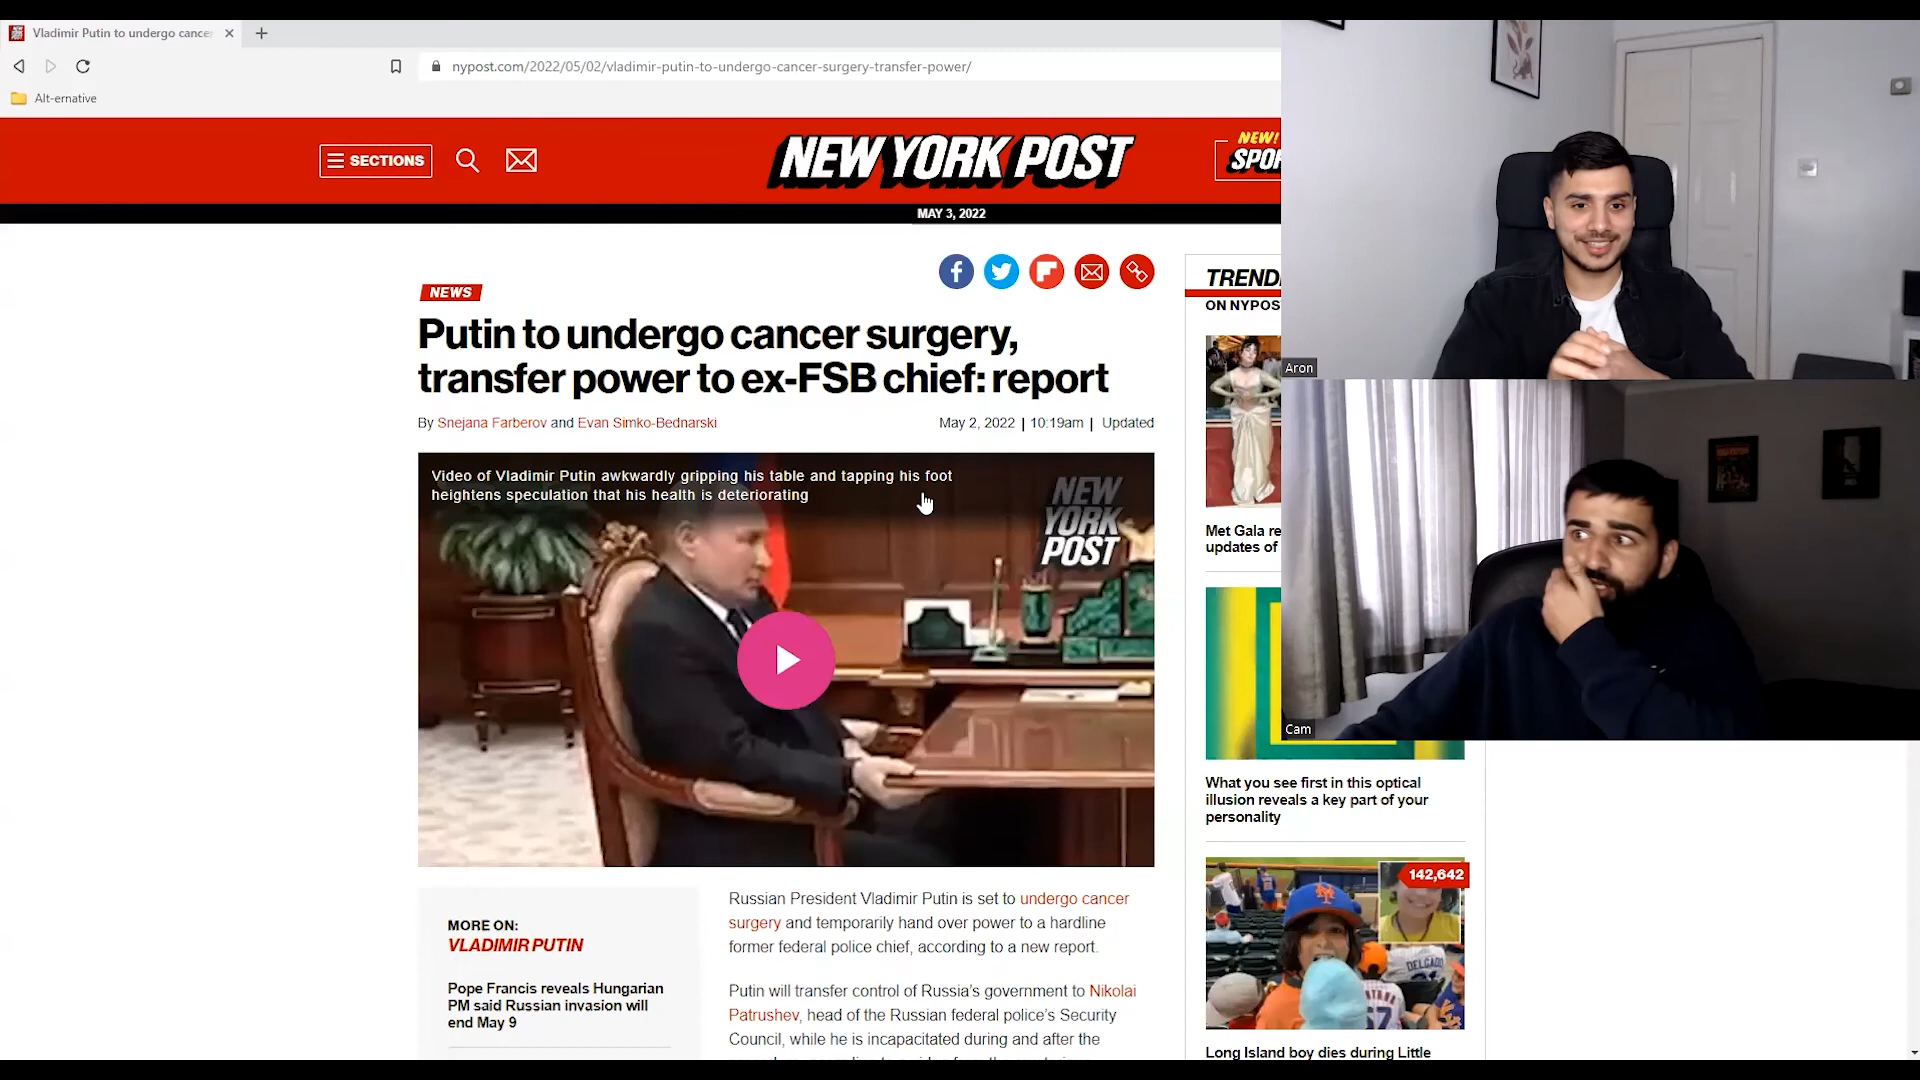 Vladimir Putin to undergo cance
nypost.com/2022/05/02/vladimir-putin-to-undergo-cancer-surgery-transfer-power/
Alt-ernative
SECTIONS
NEW YORK POST
NEW!
SPO
MAY 3, 2022
NEWS
Putin to undergo cancer surgery,
transfer power to ex-FSB chief: report
By Snejana Farberov and Evan Simko-Bednarski
May 2, 2022 | 10:19am | Updated
Video of Vladimir Putin awkwardly gripping his table and tapping his foot
heightens speculation that his health is deteriorating
NEW
YORK
POST
MORE ON:
VLADIMIR PUTIN
Pope Francis reveals Hungarian
PM said Russian invasion will
end May 9
Russian President Vladimir Putin is set to undergo cancer
surgery and temporarily hand over power to a hardline
former federal police chief, according to a new report.
Putin will transfer control of Russia's government to Nikolai
Patrushev, head of the Russian federal police's Security
Council, while he is incapacitated during and after the
TREND
ON NYPOS
Met Gala re
updates of
What you see first in this optical
illusion reveals a key part of your
personality
142,642
DELGADO
Long Island boy dies during Little
Aron
Cam